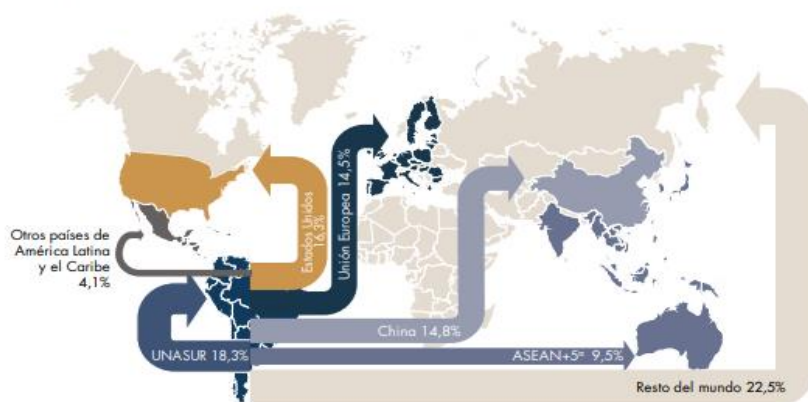 Estados Unidos
16,3%
Unión Europea 14,5%
Otros países de
América Latina
y el Caribe
4,1%
China 14,8%
UNASUR 18,3%
ASEAN+5ª 9,5%
Resto del mundo 22,5%